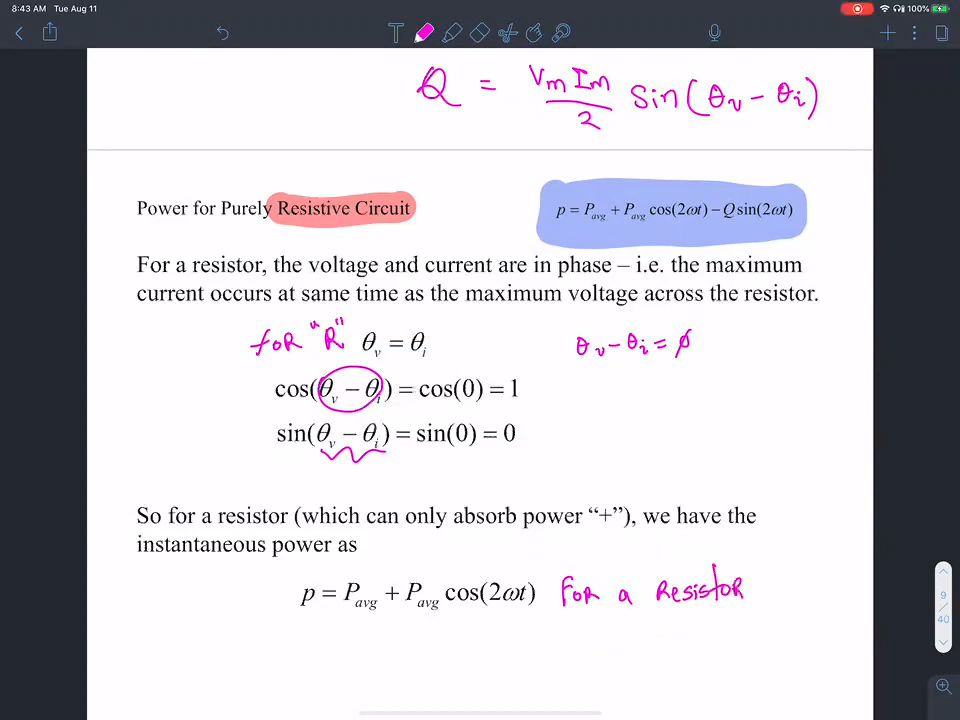 8:43 AM Tue Aug 11
100%
T
Q = VmIm/2 sin(θv − θi)
Power for Purely Resistive Circuit
p = Pavg + Pavg cos(2ωt) − Q sin(2ωt)
For a resistor, the voltage and current are in phase – i.e. the maximum
current occurs at same time as the maximum voltage across the resistor.
for "R" θv = θi
θv − θi = 0
cos(θv − θi) = cos(0) = 1
sin(θv − θi) = sin(0) = 0
So for a resistor (which can only absorb power “+”), we have the
instantaneous power as
p = Pavg + Pavg cos(2ωt) For a Resistor
9
/
40